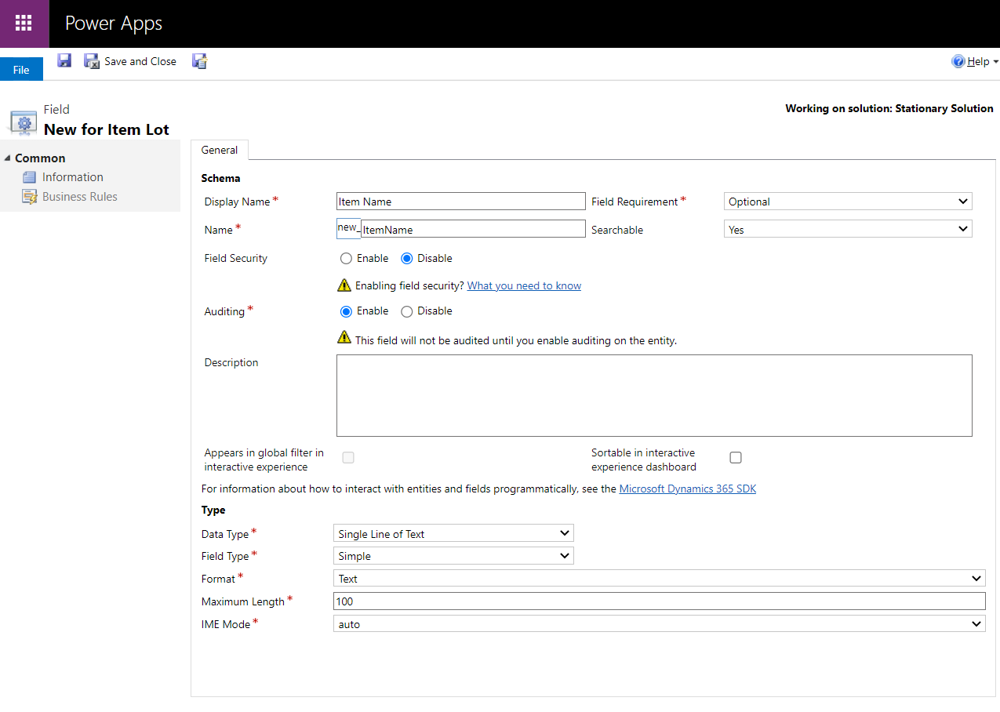 Power Apps
File
Save and Close
Help
Field
New for Item Lot
Working on solution: Stationary Solution
Common
Information
Business Rules
General
Schema
Display Name * Item Name Field Requirement * Optional
Name * new_ ItemName Searchable Yes
Field Security Enable Disable
Enabling field security? What you need to know
Auditing * Enable Disable
This field will not be audited until you enable auditing on the entity.
Description
Appears in global filter in
interactive experience
Sortable in interactive
experience dashboard
For information about how to interact with entities and fields programmatically, see the Microsoft Dynamics 365 SDK
Type
Data Type * Single Line of Text
Field Type * Simple
Format * Text
Maximum Length * 100
IME Mode * auto